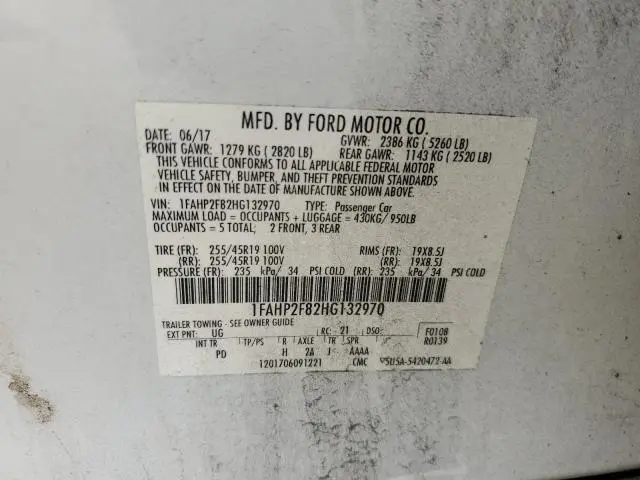 MFD. BY FORD MOTOR CO.
DATE: 06/17 GVWR: 2386 KG ( 5260 LB)
FRONT GAWR: 1279 KG ( 2820 LB) REAR GAWR: 1143 KG ( 2520 LB)
THIS VEHICLE CONFORMS TO ALL APPLICABLE FEDERAL MOTOR
VEHICLE SAFETY, BUMPER, AND THEFT PREVENTION STANDARDS
IN EFFECT ON THE DATE OF MANUFACTURE SHOWN ABOVE.
VIN: 1FAHP2F82HG132970 TYPE: Passenger Car
MAXIMUM LOAD = OCCUPANTS + LUGGAGE = 430KG/ 950LB
OCCUPANTS = 5 TOTAL; 2 FRONT, 3 REAR
TIRE (FR): 255/45R19 100V RIMS (FR): 19X8.5J
(RR): 255/45R19 100V (RR): 19X8.5J
PRESSURE (FR): 235 kPa/ 34 PSI COLD (RR): 235 kPa/ 34 PSI COLD
1FAHP2F82HG132970
TRAILER TOWING - SEE OWNER GUIDE
EXT PNT: UG RC: 21 DSO: F0108
INT TR TP/PS R AXLE TR SPR R0139
PD H 2A J AAAA
1201706091221 CMC 5U5A-5420472-AA